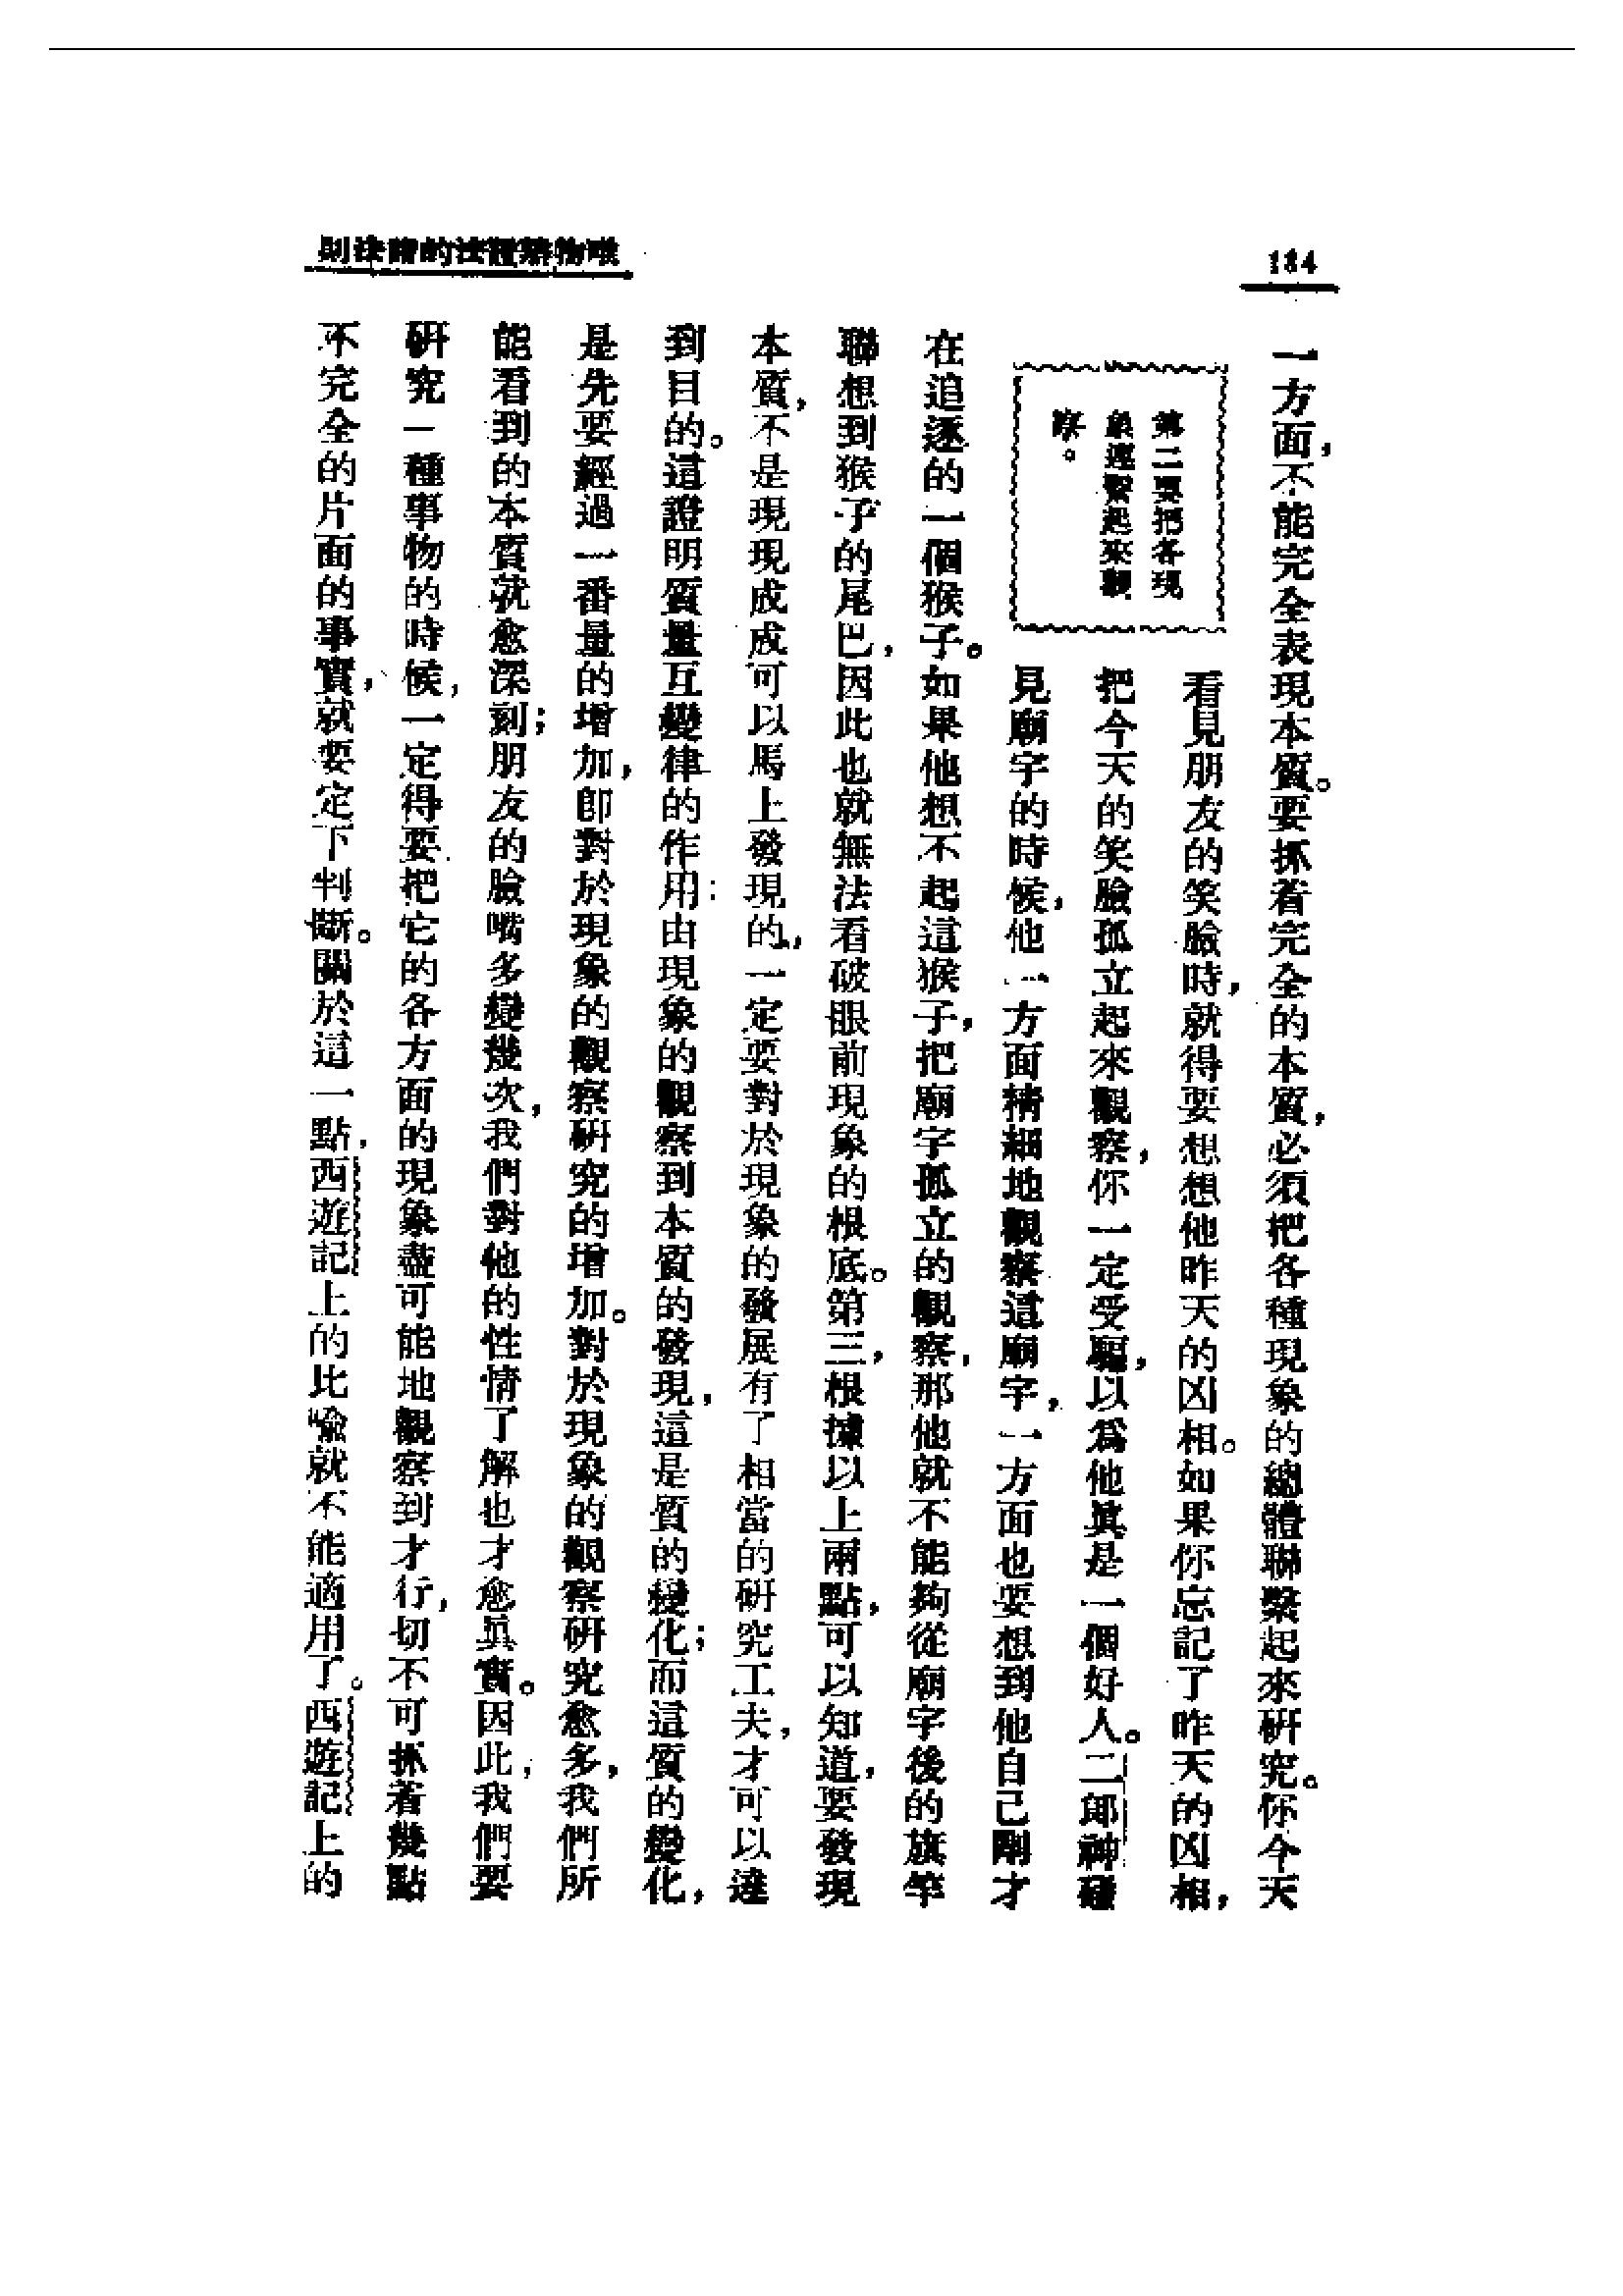 184
唯物辯證法的諸法則
一方面，不能完全表現本質。要抓着完全的本質，必須把各種現象的總體聯繫起來研究。你今天
第二要把各現
象連繫起來觀
察。
看見朋友的笑臉時，就得要想想他昨天的凶相。如果你忘記了昨天的凶相，
把今天的笑臉孤立起來觀察，你一定受騙，以爲他眞是一個好人。二郎神發
見廟宇的時候，他一方面精細地觀察這廟宇，一方面也要想到他自己剛才
在追逐的一個猴子。如果他想不起這猴子，把廟宇孤立的觀察，那他就不能夠從廟宇後的旗竿
聯想到猴子的尾巴，因此也就無法看破眼前現象的根底。第三，根據以上兩點，可以知道，要發現
本質，不是現現成成可以馬上發現的，一定要對於現象的發展有了相當的研究工夫，才可以達
到目的。這證明質量互變律的作用：由現象的觀察到本質的發現，這是質的變化；而這質的變化，
是先要經過一番量的增加，卽對於現象的觀察研究的增加。對於現象的觀察研究愈多，我們所
能看到的本質就愈深刻；朋友的臉嘴多變幾次，我們對他的性情了解也才愈眞實。因此，我們要
研究一種事物的時候，一定得要把它的各方面的現象盡可能地觀察到才行，切不可抓着幾點
不完全的片面的事實，就要定下判斷。關於這一點，西遊記上的比喻就不能適用了。西遊記上的